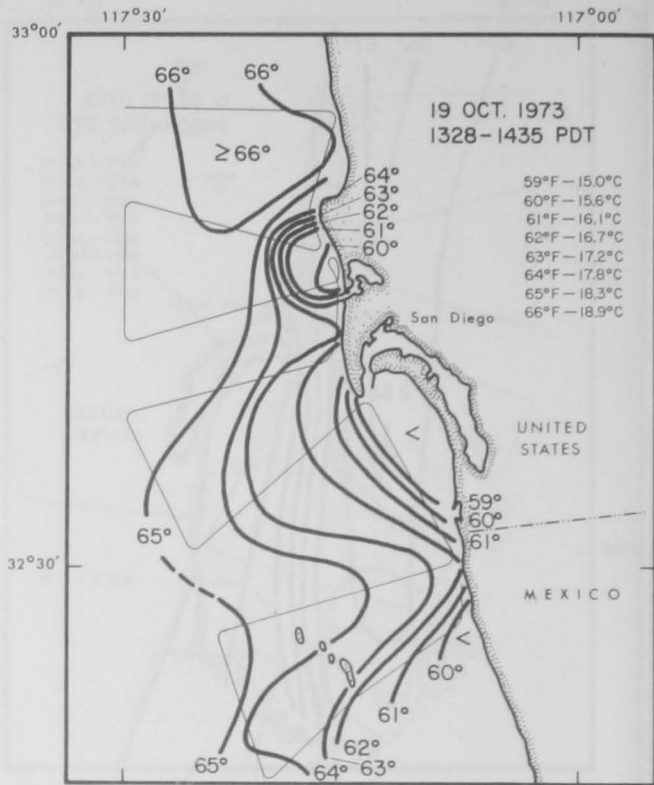 117°30' 117°00'
33°00'
66° 66°
19 OCT. 1973
1328-1435 PDT
≥66°
64°
63°
62°
61°
60°
59°F-15.0°C
60°F-15.6°C
61°F-16.1°C
62°F-16.7°C
63°F-17.2°C
64°F-17.8°C
65°F-18.3°C
66°F-18.9°C
San Diego
<
UNITED
STATES
59°
60°
61°
65°
32°30'
MEXICO
<
60°
61°
62°
63°
65°
64°